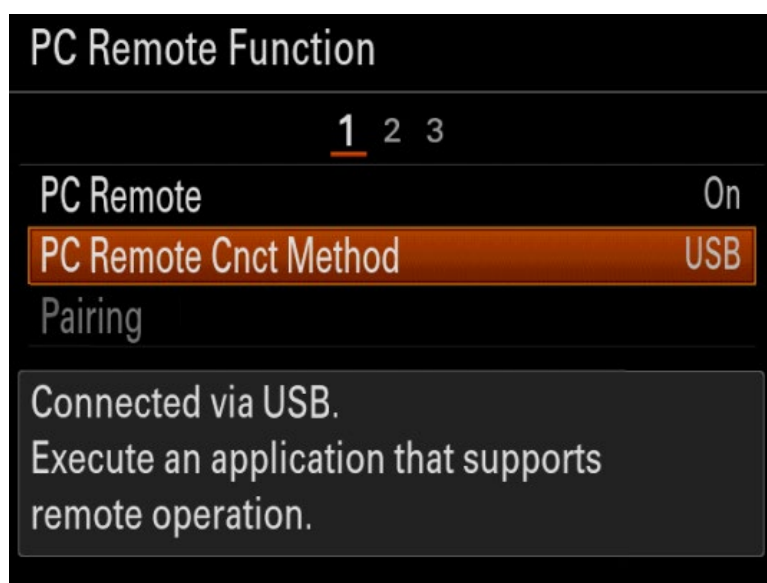 PC Remote Function
1 2 3
PC Remote On
PC Remote Cnct Method USB
Pairing
Connected via USB.
Execute an application that supports
remote operation.